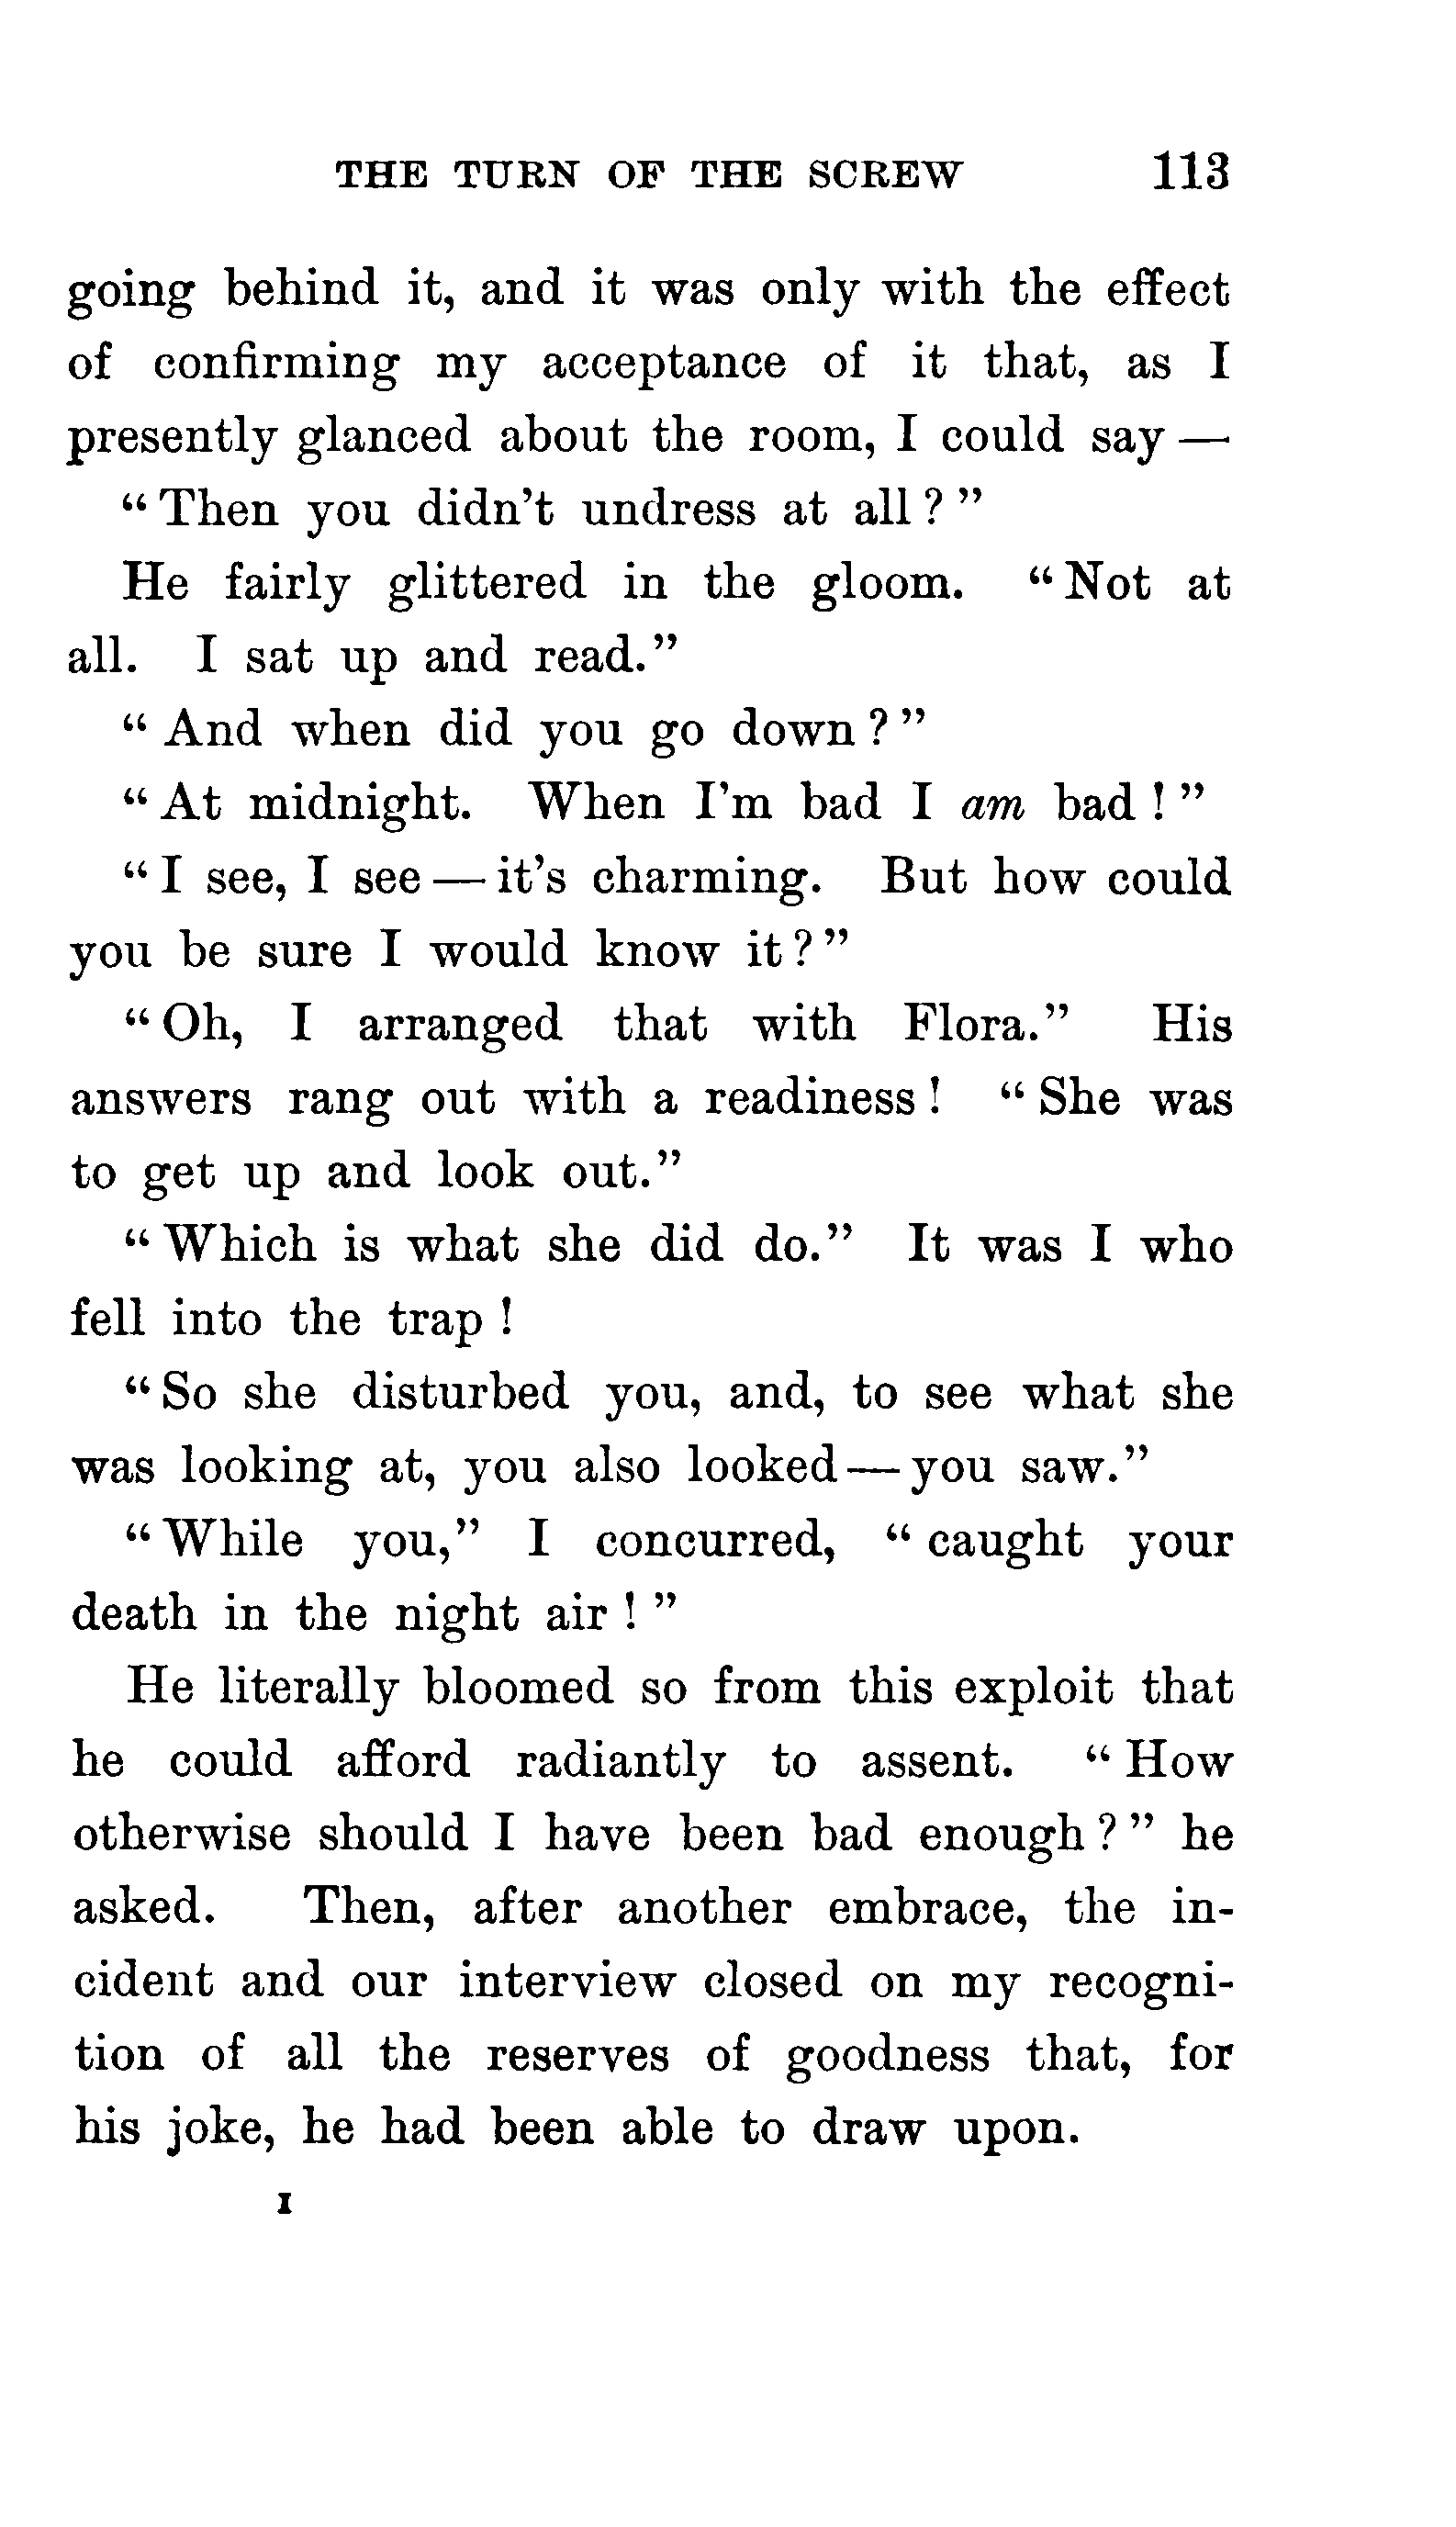 THE TURN OF THE SCREW 113
going behind it, and it was only with the effect
of confirming my acceptance of it that, as I
presently glanced about the room, I could say —
“Then you didn’t undress at all?”
He fairly glittered in the gloom. “Not at
all. I sat up and read.”
“And when did you go down?”
“At midnight. When I’m bad I am bad!”
“I see, I see — it’s charming. But how could
you be sure I would know it?”
“Oh, I arranged that with Flora.” His
answers rang out with a readiness! “She was
to get up and look out.”
“Which is what she did do.” It was I who
fell into the trap!
“So she disturbed you, and, to see what she
was looking at, you also looked — you saw.”
“While you,” I concurred, “caught your
death in the night air!”
He literally bloomed so from this exploit that
he could afford radiantly to assent. “How
otherwise should I have been bad enough?” he
asked. Then, after another embrace, the in-
cident and our interview closed on my recogni-
tion of all the reserves of goodness that, for
his joke, he had been able to draw upon.
I